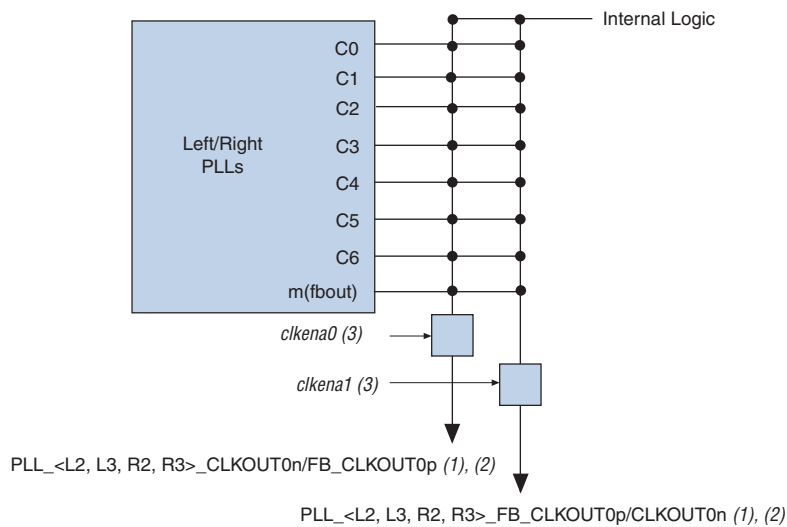 Internal Logic
C0
C1
C2
Left/Right
PLLs
C3
C4
C5
C6
m(fbout)
clkena0 (3)
clkena1 (3)
PLL_<L2, L3, R2, R3>_CLKOUT0n/FB_CLKOUT0p (1), (2)
PLL_<L2, L3, R2, R3>_FB_CLKOUT0p/CLKOUT0n (1), (2)